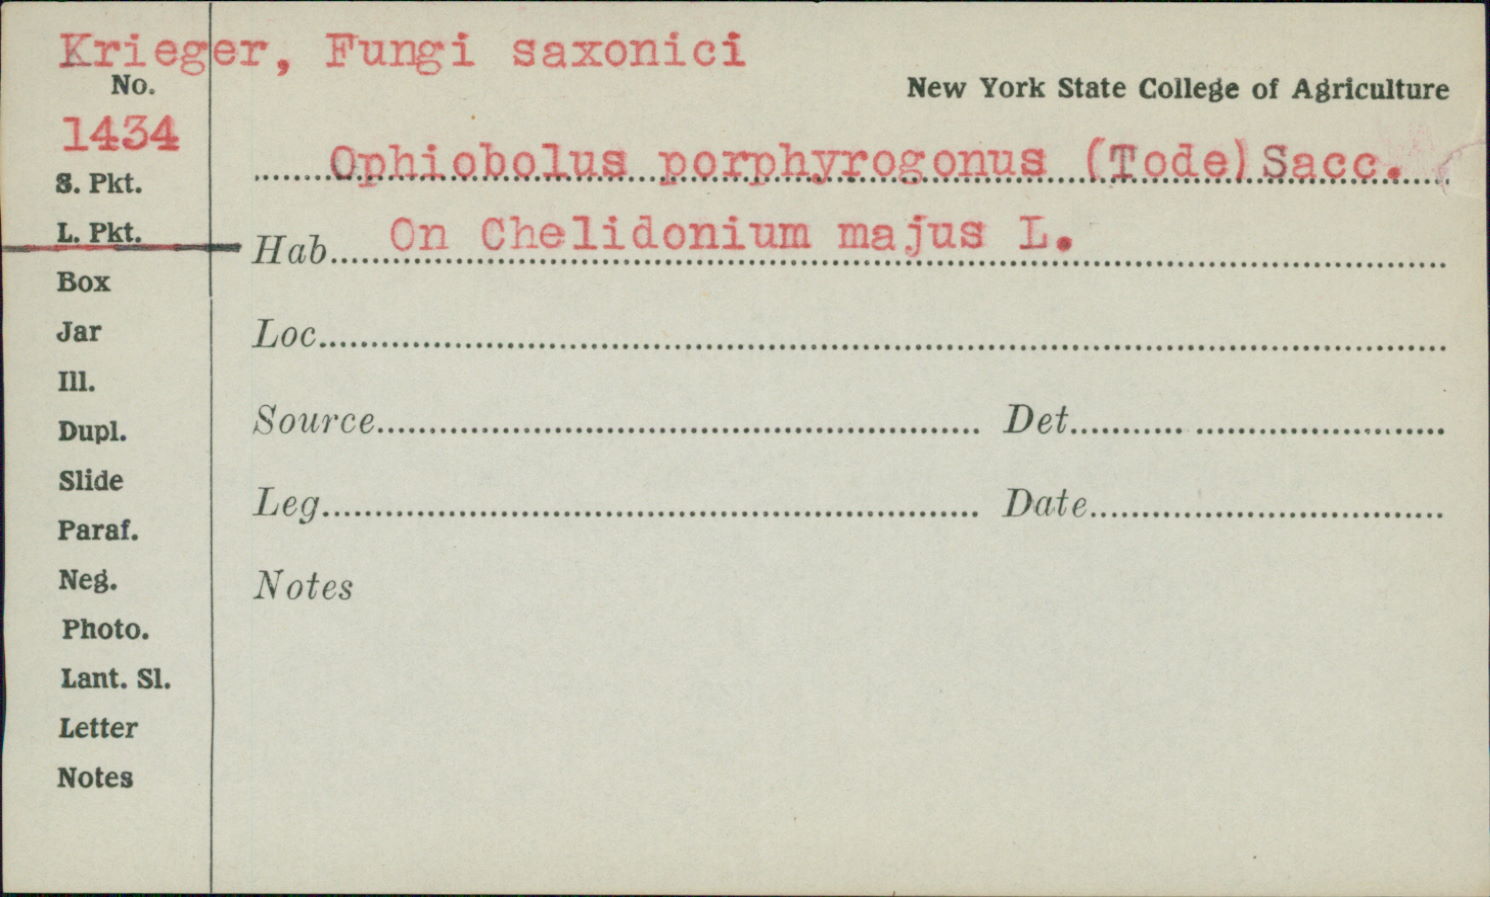 Krieger, Fungi saxonici
No.
New York State College of Agriculture
1434
Ophiobolus porphyrogonus (Tode) Sacc.
S. Pkt.
L. Pkt.
Hab. On Chelidonium majus L.
Box
Jar
Loc.
Ill.
Dupl.
Source
Det.
Slide
Leg.
Date
Paraf.
Neg.
Notes
Photo.
Lant. Sl.
Letter
Notes